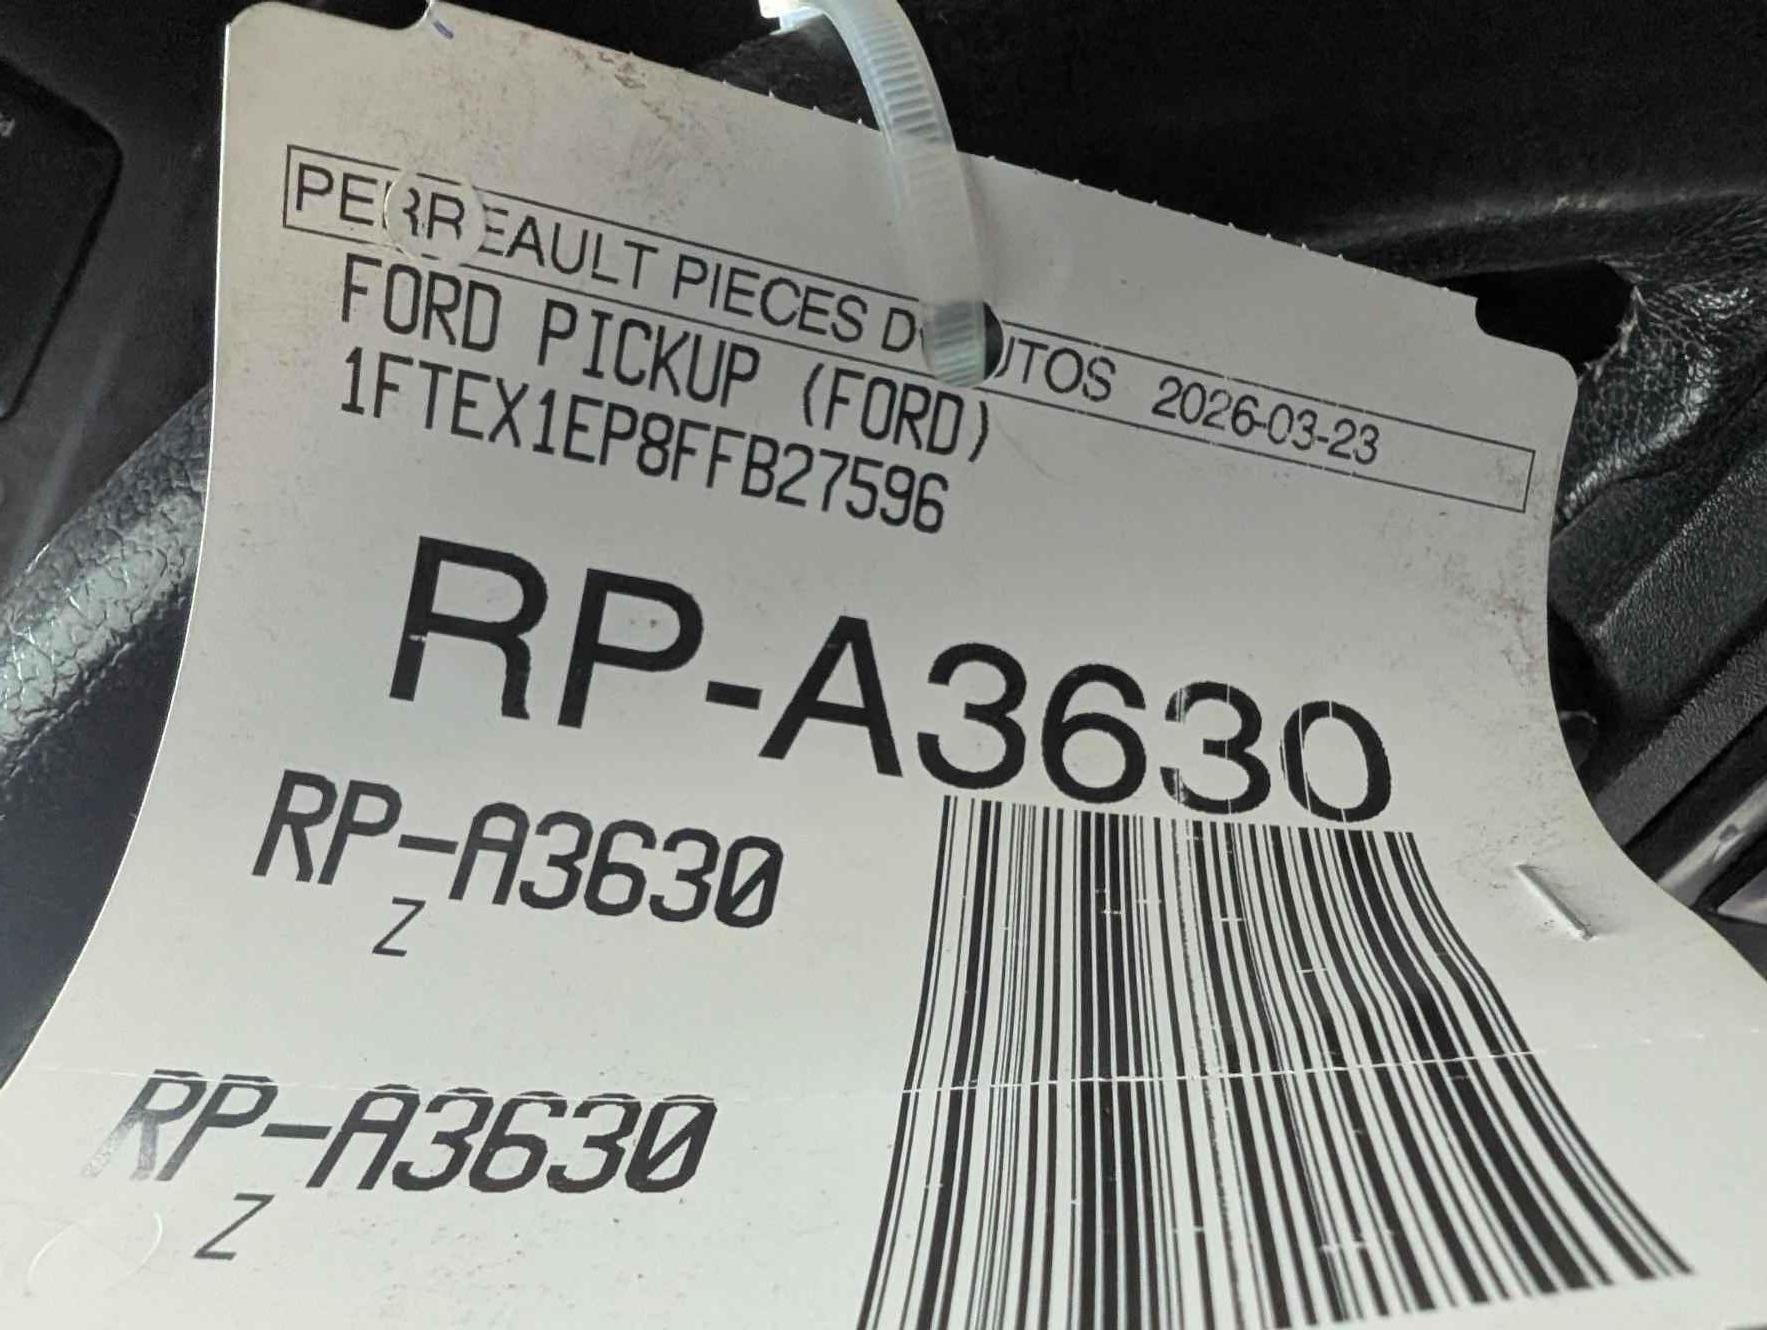 PERREAULT PIECES D'AUTOS 2026-03-23
FORD PICKUP (FORD)
1FTEX1EP8FFB27596
RP-A3630
RP-A3630
Z
RP-A3630
Z